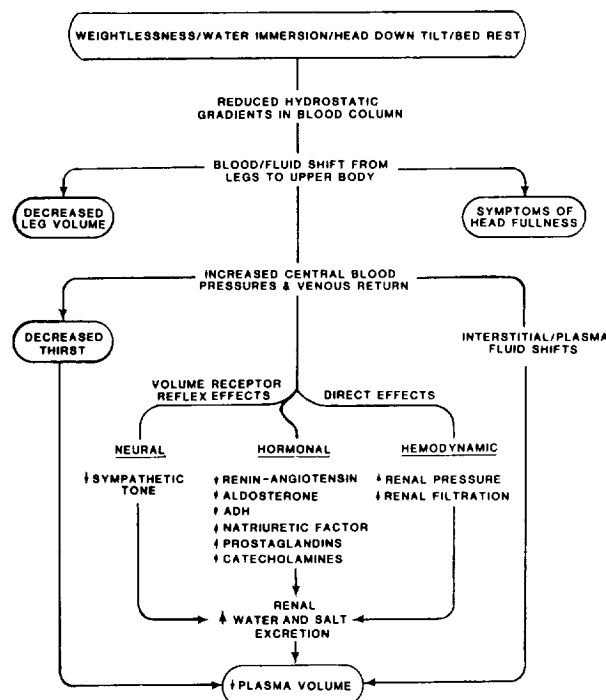 WEIGHTLESSNESS/WATER IMMERSION/HEAD DOWN TILT/BED REST
REDUCED HYDROSTATIC
GRADIENTS IN BLOOD COLUMN
BLOOD/FLUID SHIFT FROM
LEGS TO UPPER BODY
DECREASED
LEG VOLUME
SYMPTOMS OF
HEAD FULLNESS
INCREASED CENTRAL BLOOD
PRESSURES & VENOUS RETURN
DECREASED
THIRST
INTERSTITIAL/PLASMA
FLUID SHIFTS
VOLUME RECEPTOR
REFLEX EFFECTS
DIRECT EFFECTS
NEURAL
SYMPATHETIC
TONE
HORMONAL
RENIN-ANGIOTENSIN
ALDOSTERONE
ADH
NATRIURETIC FACTOR
PROSTAGLANDINS
CATECHOLAMINES
HEMODYNAMIC
RENAL PRESSURE
RENAL FILTRATION
RENAL
WATER AND SALT
EXCRETION
PLASMA VOLUME